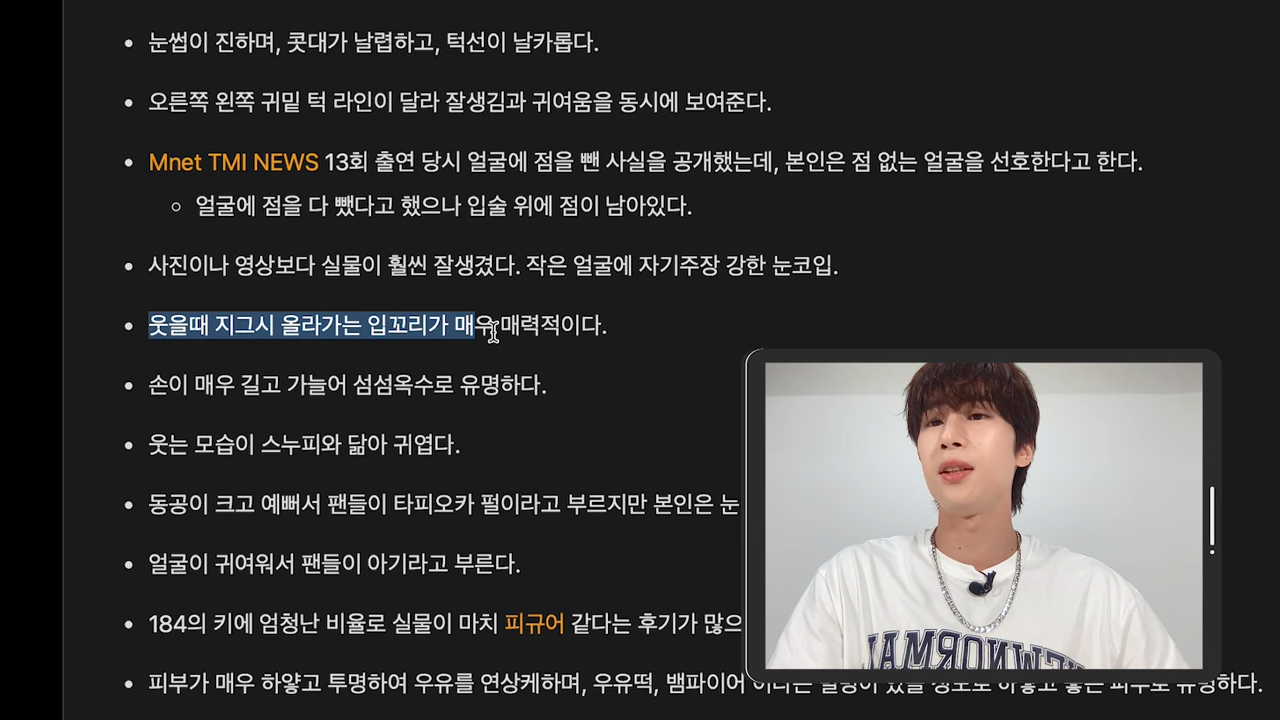 눈썹이 진하며, 콧대가 날렵하고, 턱선이 날카롭다.
오른쪽 왼쪽 귀밑 턱 라인이 달라 잘생김과 귀여움을 동시에 보여준다.
Mnet TMI NEWS 13회 출연 당시 얼굴에 점을 뺀 사실을 공개했는데, 본인은 점 없는 얼굴을 선호한다고 한다.
얼굴에 점을 다 뺐다고 했으나 입술 위에 점이 남아있다.
사진이나 영상보다 실물이 훨씬 잘생겼다. 작은 얼굴에 자기주장 강한 눈코입.
웃을때 지그시 올라가는 입꼬리가 매우 매력적이다.
손이 매우 길고 가늘어 섬섬옥수로 유명하다.
웃는 모습이 스누피와 닮아 귀엽다.
동공이 크고 예뻐서 팬들이 타피오카 펄이라고 부르지만 본인은 눈
얼굴이 귀여워서 팬들이 아기라고 부른다.
184의 키에 엄청난 비율로 실물이 마치 피규어 같다는 후기가 많으
피부가 매우 하얗고 투명하여 우유를 연상케하며, 우유떡, 뱀파이어 유명하다.